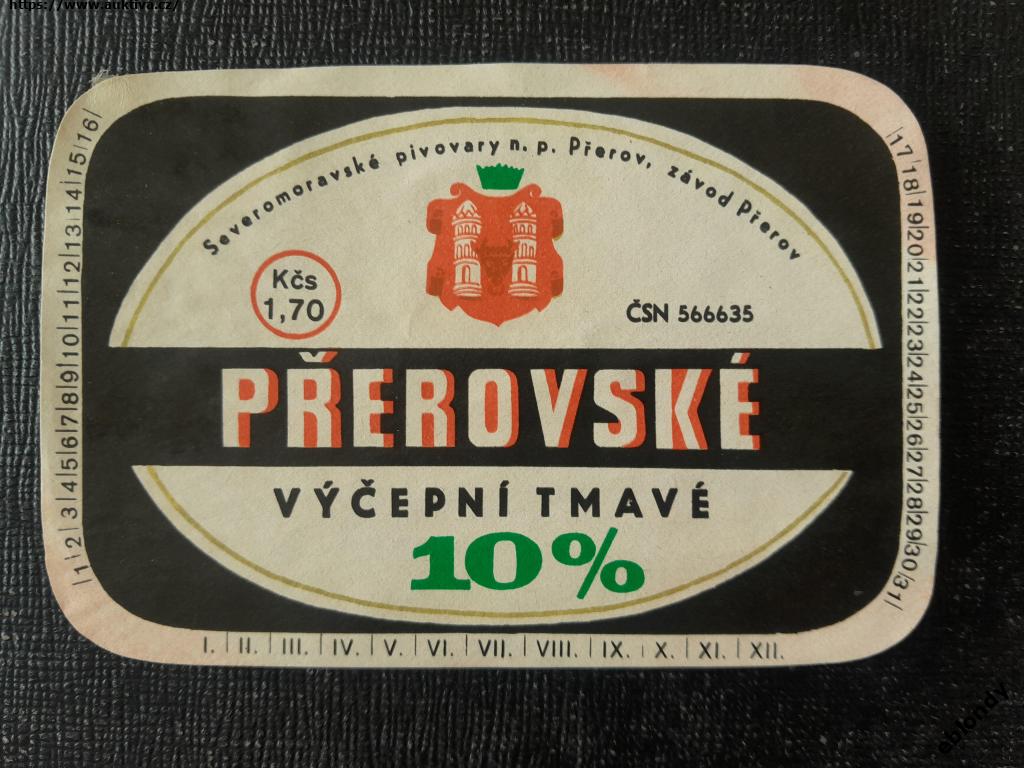 https://www.auktiva.cz/
Severomoravské pivovary n. p. Přerov, závod Přerov
Kčs
1,70
ČSN 566635
PŘEROVSKÉ
VÝČEPNÍ TMAVÉ
10%
1 2 3 4 5 6 7 8 9 10 11 12 13 14 15 16
17 18 19 20 21 22 23 24 25 26 27 28 29 30 31
I. II. III. IV. V. VI. VII. VIII. IX. X. XI. XII.
eblondy